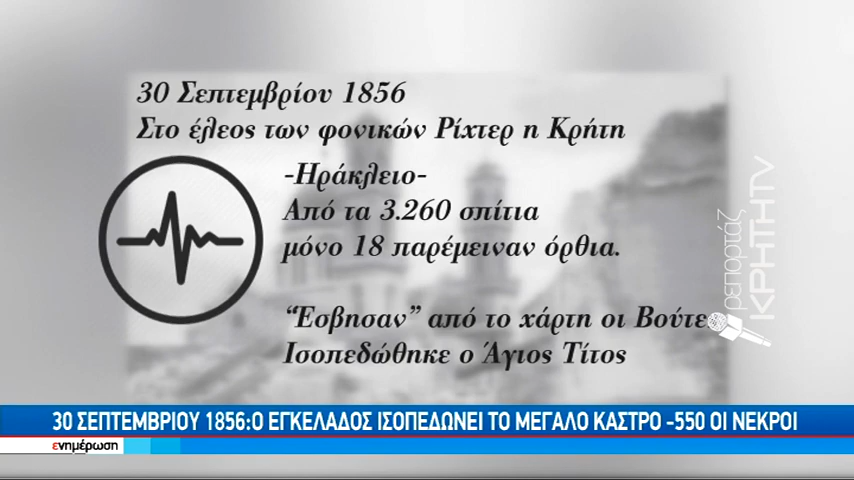 30 Σεπτεμβρίου 1856
Στο έλεος των φονικών Ρίχτερ η Κρήτη
-Ηράκλειο-
Από τα 3.260 σπίτια
μόνο 18 παρέμειναν όρθια.
“Έσβησαν” από το χάρτη οι Βούτε
Ισοπεδώθηκε ο Άγιος Τίτος
ρεπορτάζ
ΚΡΗΤΗTV
30 ΣΕΠΤΕΜΒΡΙΟΥ 1856:Ο ΕΓΚΕΛΑΔΟΣ ΙΣΟΠΕΔΩΝΕΙ ΤΟ ΜΕΓΑΛΟ ΚΑΣΤΡΟ -550 ΟΙ ΝΕΚΡΟΙ
ενημέρωση